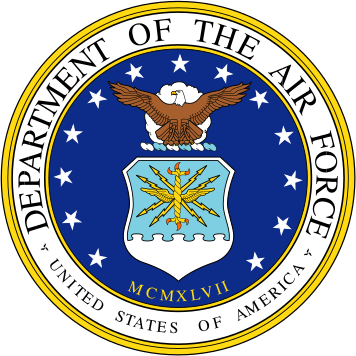 DEPARTMENT OF THE AIR FORCE
MCMXLVII
UNITED STATES OF AMERICA